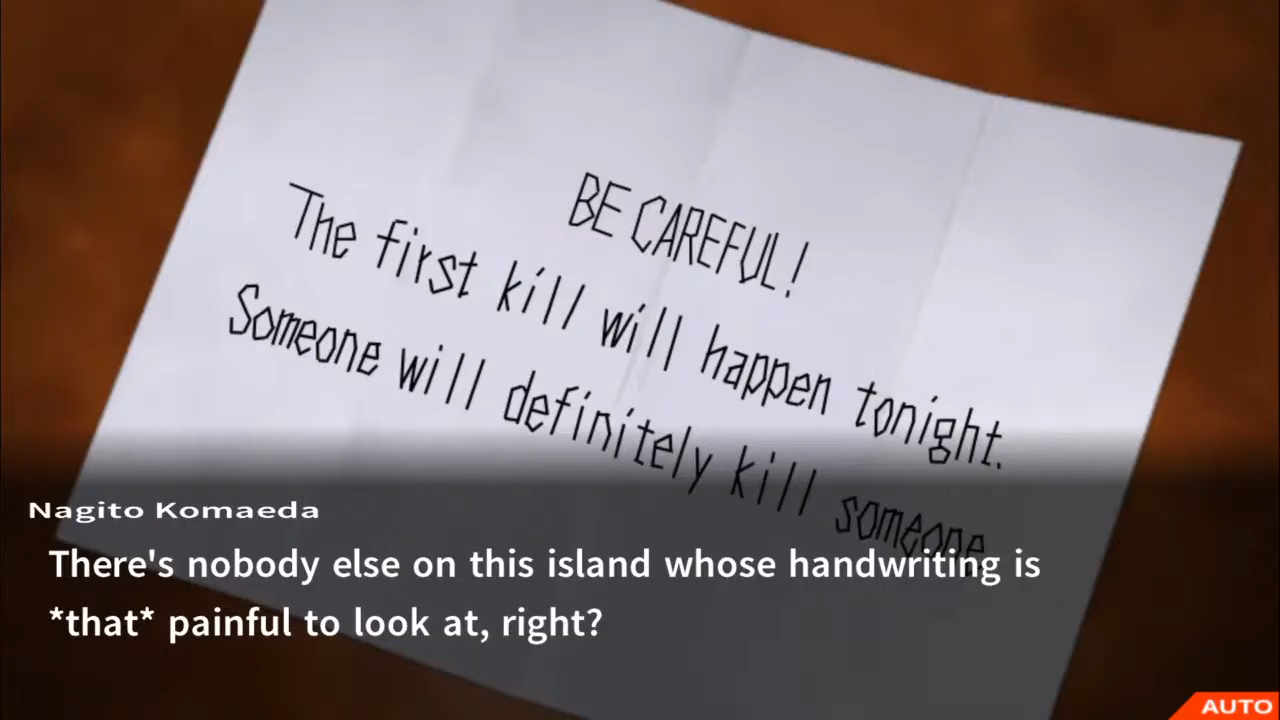 BE CAREFUL!
The first kill will happen tonight.
Someone will definitely kill someone
Nagito Komaeda
There's nobody else on this island whose handwriting is
*that* painful to look at, right?
AUTO